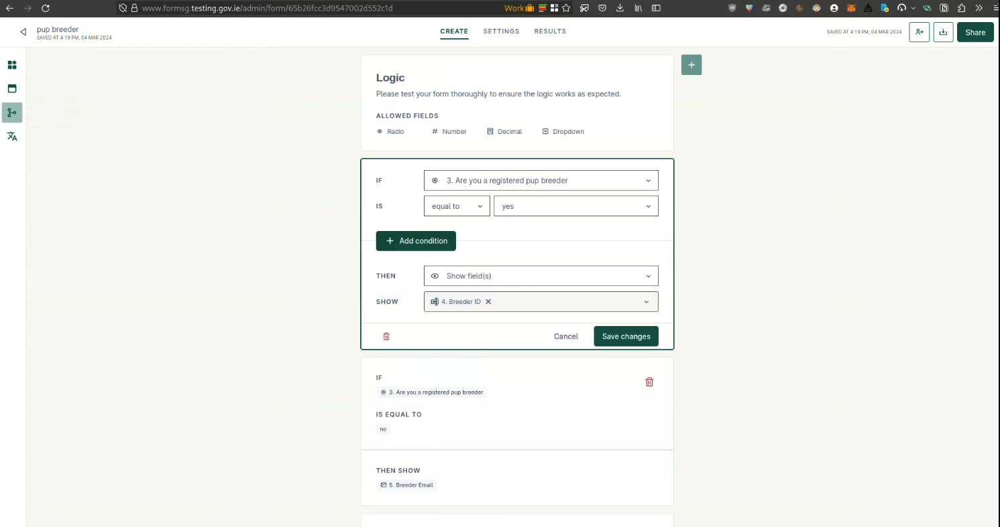 www.formsg.testing.gov.ie/admin/form/65b26fcc3d9547002d552c1d
Work
pup breeder
SAVED AT 4:19 PM, 04 MAR 2024
CREATE SETTINGS RESULTS
SAVED AT 4:19 PM, 04 MAR 2024
Share
Logic
Please test your form thoroughly to ensure the logic works as expected.
ALLOWED FIELDS
Radio # Number Decimal Dropdown
IF 3. Are you a registered pup breeder
IS equal to yes
+ Add condition
THEN Show field(s)
SHOW 4. Breeder ID
Cancel Save changes
IF
3. Are you a registered pup breeder
IS EQUAL TO
no
THEN SHOW
5. Breeder Email